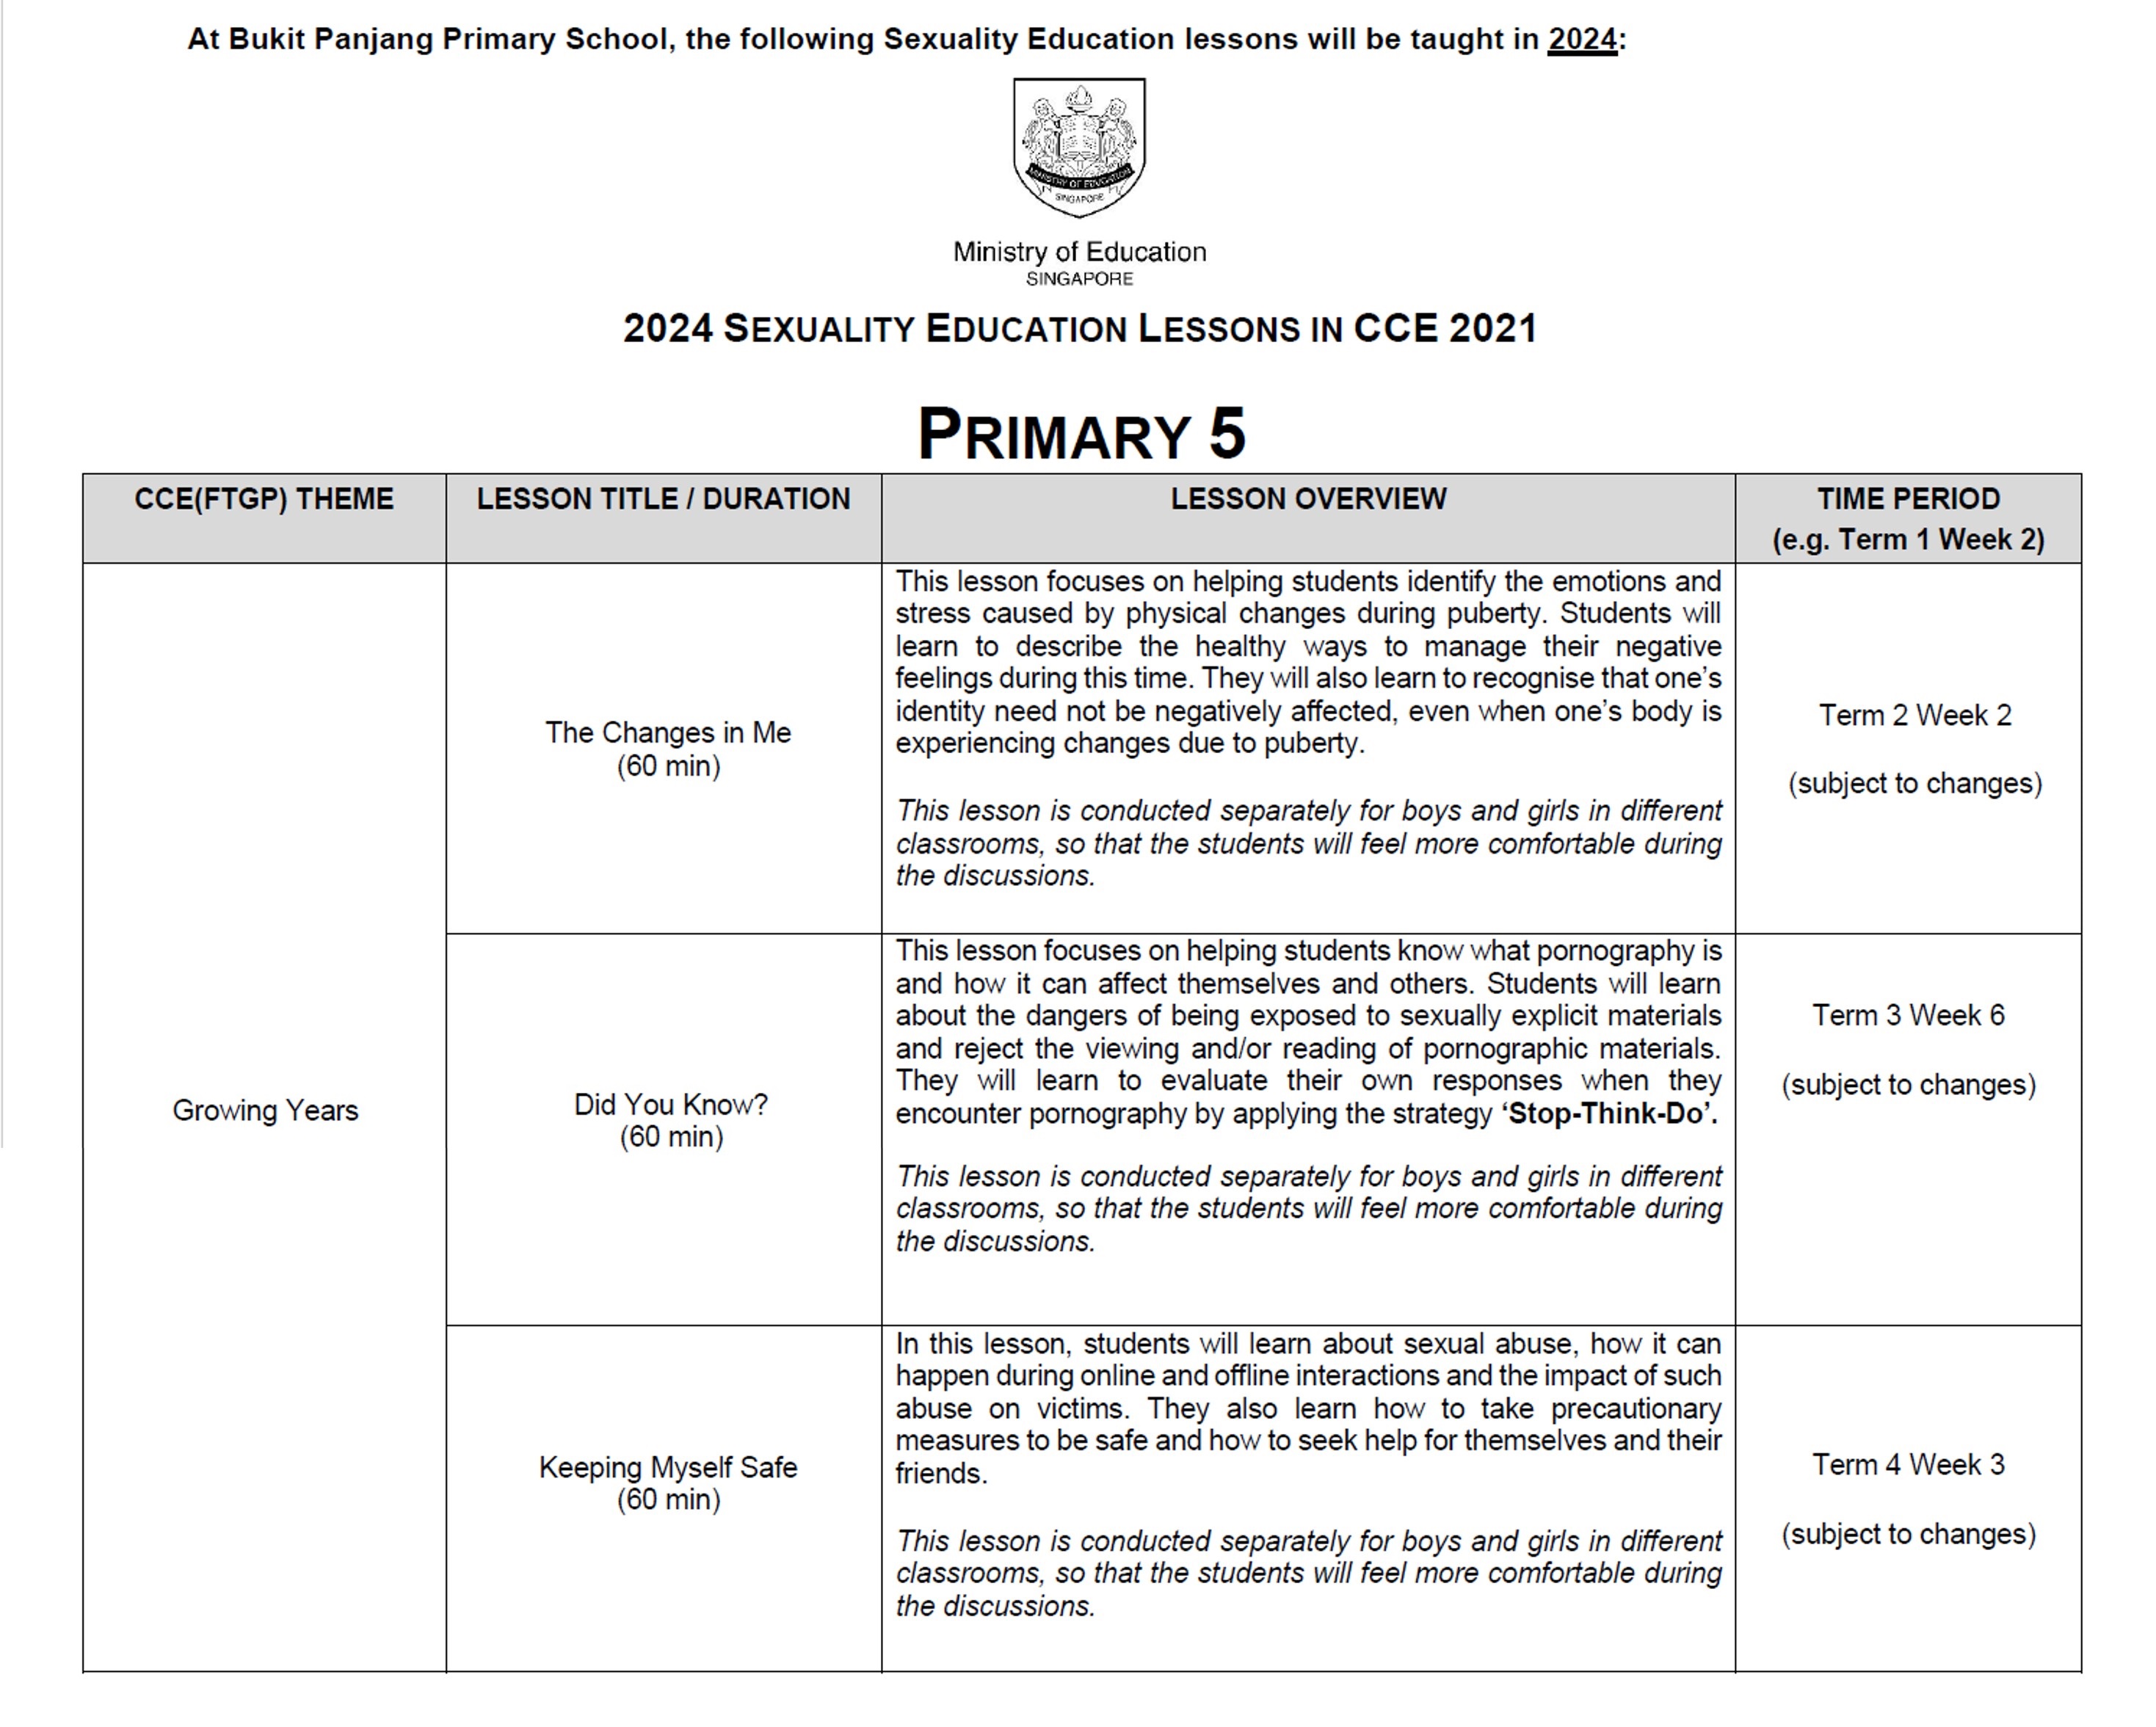 At Bukit Panjang Primary School, the following Sexuality Education lessons will be taught in 2024:
MINISTRY OF EDUCATION
SINGAPORE
Ministry of Education
SINGAPORE
2024 SEXUALITY EDUCATION LESSONS IN CCE 2021
PRIMARY 5
CCE(FTGP) THEME
LESSON TITLE / DURATION
LESSON OVERVIEW
TIME PERIOD
(e.g. Term 1 Week 2)
Growing Years
The Changes in Me
(60 min)
This lesson focuses on helping students identify the emotions and
stress caused by physical changes during puberty. Students will
learn to describe the healthy ways to manage their negative
feelings during this time. They will also learn to recognise that one’s
identity need not be negatively affected, even when one’s body is
experiencing changes due to puberty.
This lesson is conducted separately for boys and girls in different
classrooms, so that the students will feel more comfortable during
the discussions.
Term 2 Week 2
(subject to changes)
Did You Know?
(60 min)
This lesson focuses on helping students know what pornography is
and how it can affect themselves and others. Students will learn
about the dangers of being exposed to sexually explicit materials
and reject the viewing and/or reading of pornographic materials.
They will learn to evaluate their own responses when they
encounter pornography by applying the strategy ‘Stop-Think-Do’.
This lesson is conducted separately for boys and girls in different
classrooms, so that the students will feel more comfortable during
the discussions.
Term 3 Week 6
(subject to changes)
Keeping Myself Safe
(60 min)
In this lesson, students will learn about sexual abuse, how it can
happen during online and offline interactions and the impact of such
abuse on victims. They also learn how to take precautionary
measures to be safe and how to seek help for themselves and their
friends.
This lesson is conducted separately for boys and girls in different
classrooms, so that the students will feel more comfortable during
the discussions.
Term 4 Week 3
(subject to changes)